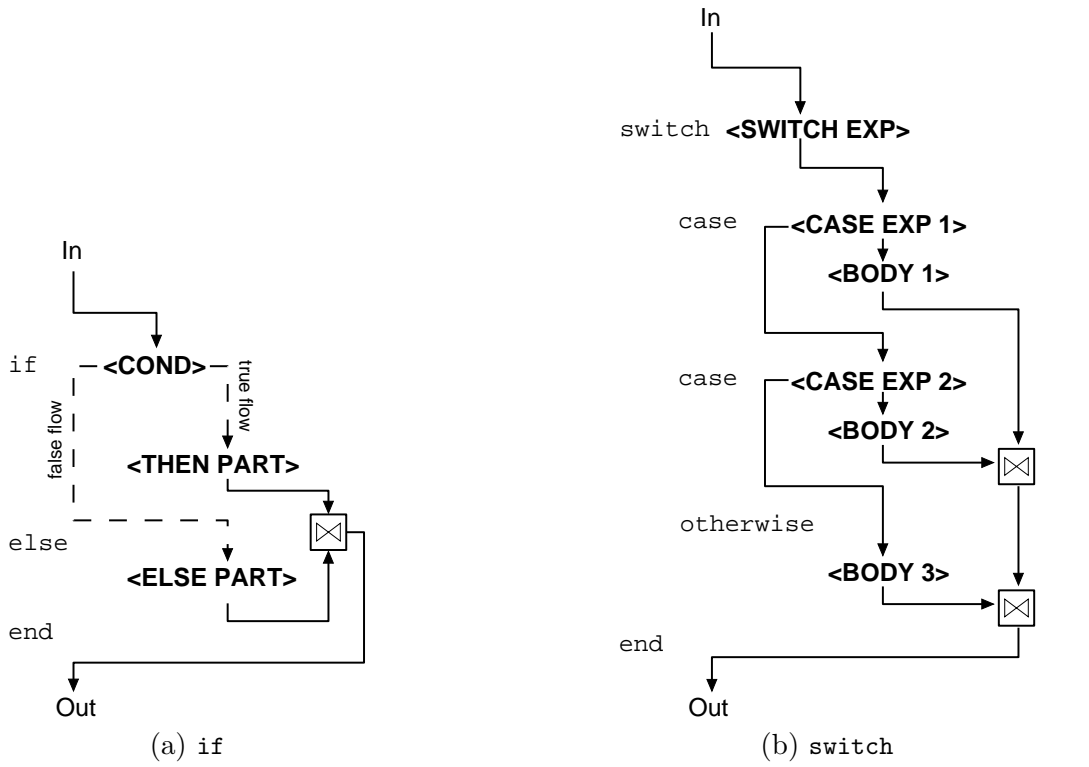 In
if <COND>
false flow
true flow
<THEN PART>
else
<ELSE PART>
end
Out
(a) if
In
switch <SWITCH EXP>
case <CASE EXP 1>
<BODY 1>
case <CASE EXP 2>
<BODY 2>
otherwise
<BODY 3>
end
Out
(b) switch